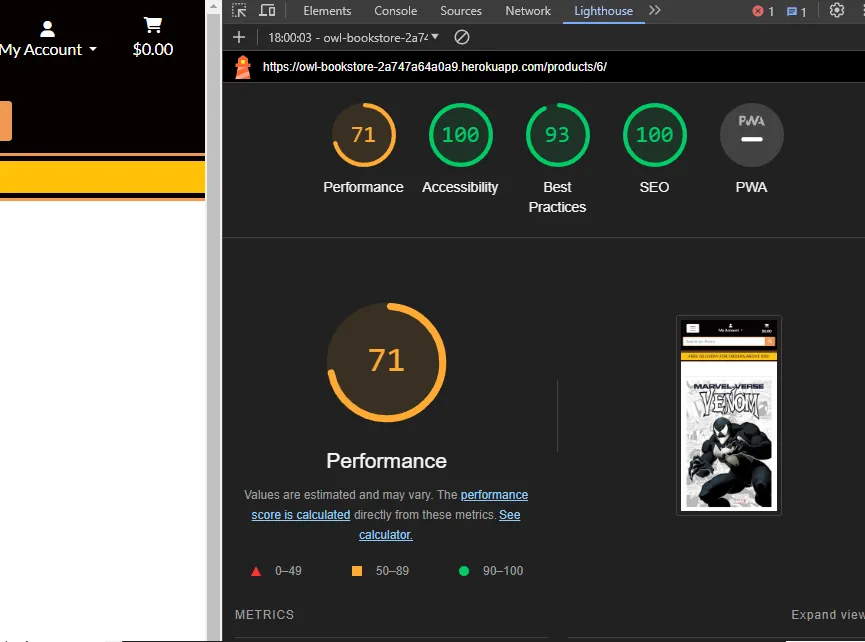 My Account
$0.00
Elements Console Sources Network Lighthouse
1 1
18:00:03 - owl-bookstore-2a74
https://owl-bookstore-2a747a64a0a9.herokuapp.com/products/6/
71 100 93 100 PWA
Performance Accessibility Best Practices SEO PWA
71
Performance
Values are estimated and may vary. The performance
score is calculated directly from these metrics. See
calculator.
0–49 50–89 90–100
METRICS
Expand view
My Account
$0.00
FREE DELIVERY FOR ORDERS ABOVE
MARVEL-VERSE
VENOM